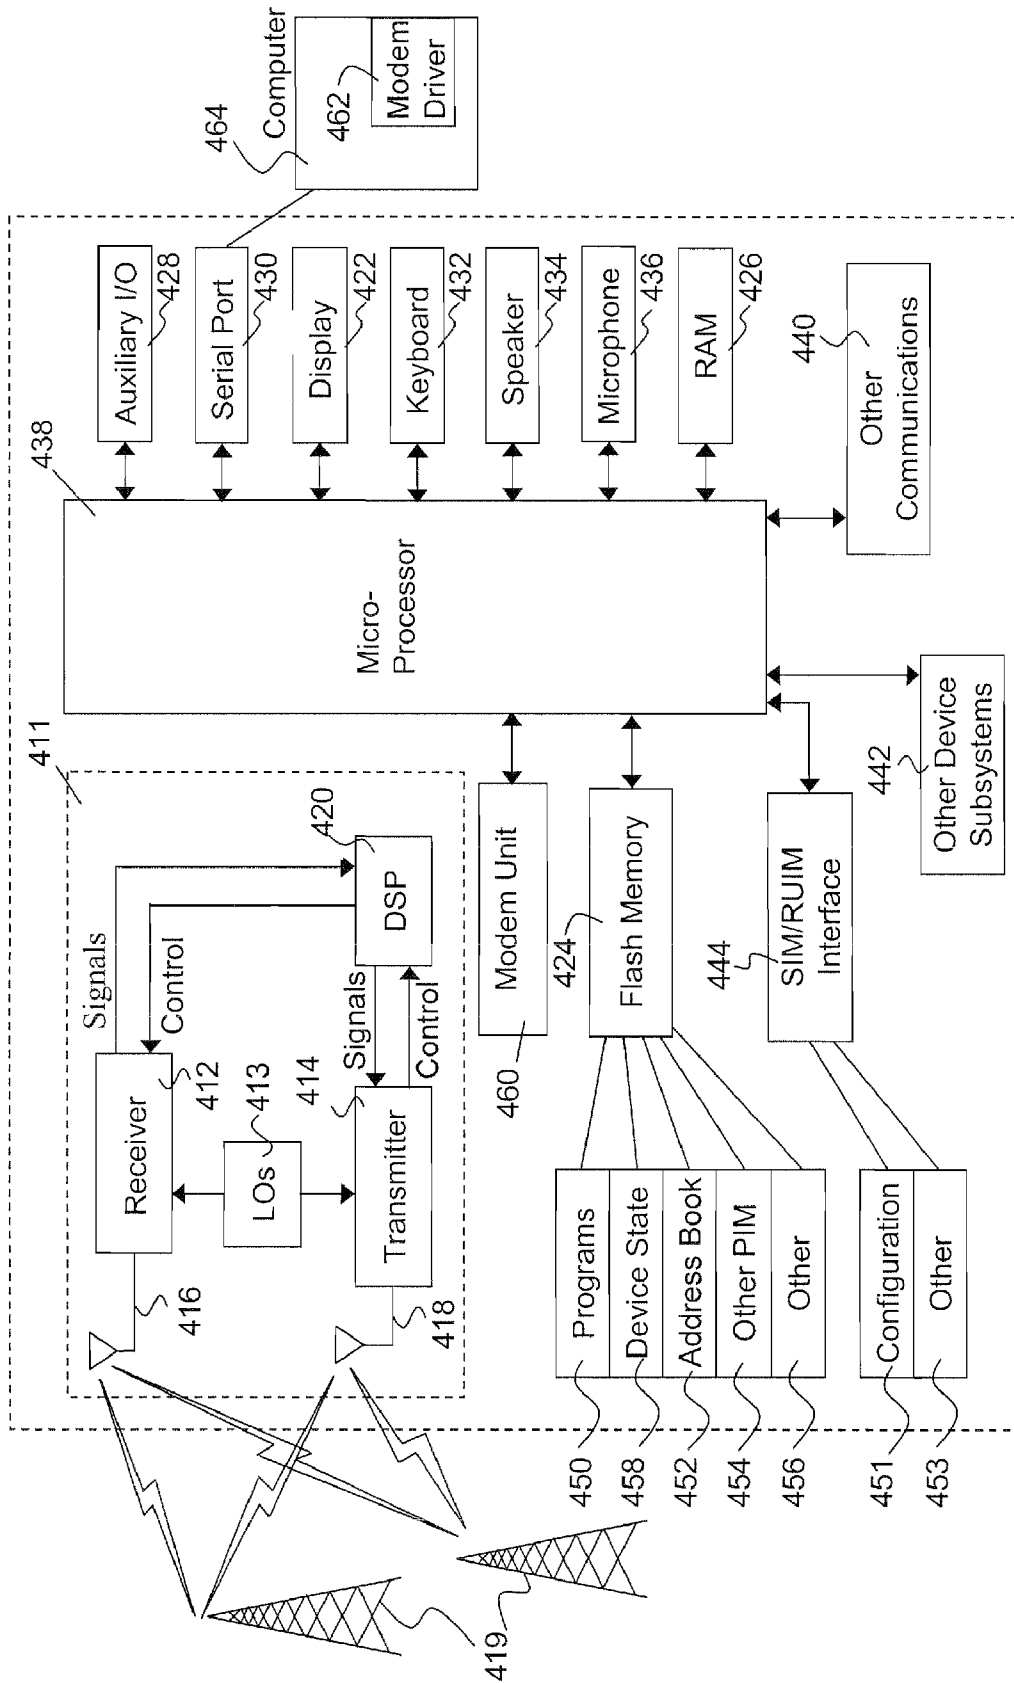 411
Signals
Control
Receiver
412
416
LOs
413
414
Signals
Control
Transmitter
418
DSP
420
419
438
Micro-
Processor
Auxiliary I/O
428
Serial Port
430
Display
422
Keyboard
432
Speaker
434
Microphone
436
RAM
426
464
Computer
462
Modem
Driver
Other
Communications
440
Other Device
Subsystems
442
Modem Unit
460
Flash Memory
424
SIM/RUIM
Interface
444
450
Programs
458
Device State
452
Address Book
454
Other PIM
456
Other
451
Configuration
453
Other